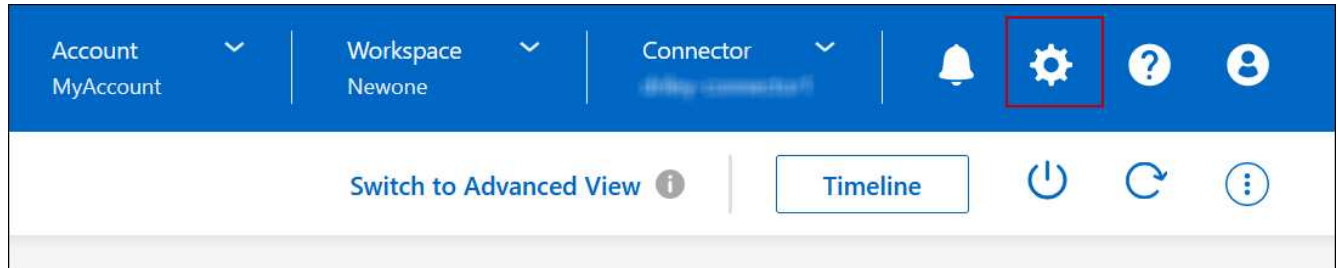 Account
MyAccount
Workspace
Newone
Connector
Switch to Advanced View
Timeline